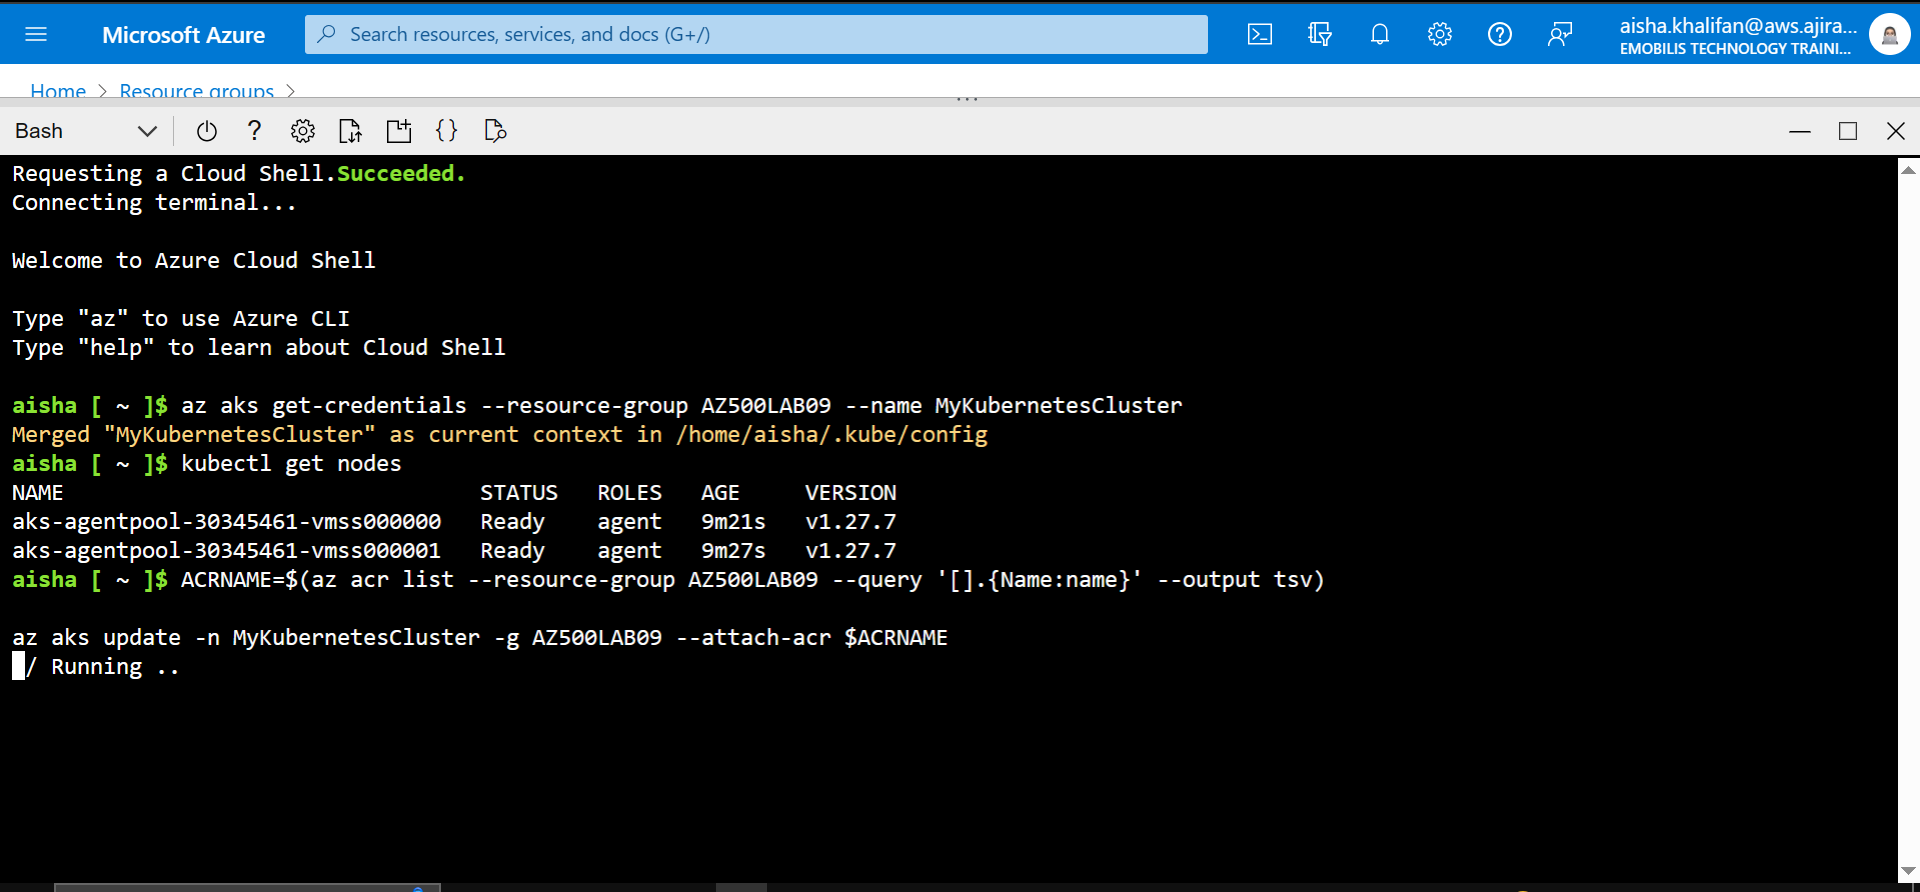 Microsoft Azure
Search resources, services, and docs (G+/)
aisha.khalifan@aws.ajira...
EMOBILIS TECHNOLOGY TRAINI...
Home > Resource groups >
Bash
Requesting a Cloud Shell.Succeeded.
Connecting terminal...
Welcome to Azure Cloud Shell
Type "az" to use Azure CLI
Type "help" to learn about Cloud Shell
aisha [ ~ ]$ az aks get-credentials --resource-group AZ500LAB09 --name MyKubernetesCluster
Merged "MyKubernetesCluster" as current context in /home/aisha/.kube/config
aisha [ ~ ]$ kubectl get nodes
NAME STATUS ROLES AGE VERSION
aks-agentpool-30345461-vmss000000 Ready agent 9m21s v1.27.7
aks-agentpool-30345461-vmss000001 Ready agent 9m27s v1.27.7
aisha [ ~ ]$ ACRNAME=$(az acr list --resource-group AZ500LAB09 --query '[].{Name:name}' --output tsv)
az aks update -n MyKubernetesCluster -g AZ500LAB09 --attach-acr $ACRNAME
/ Running ..